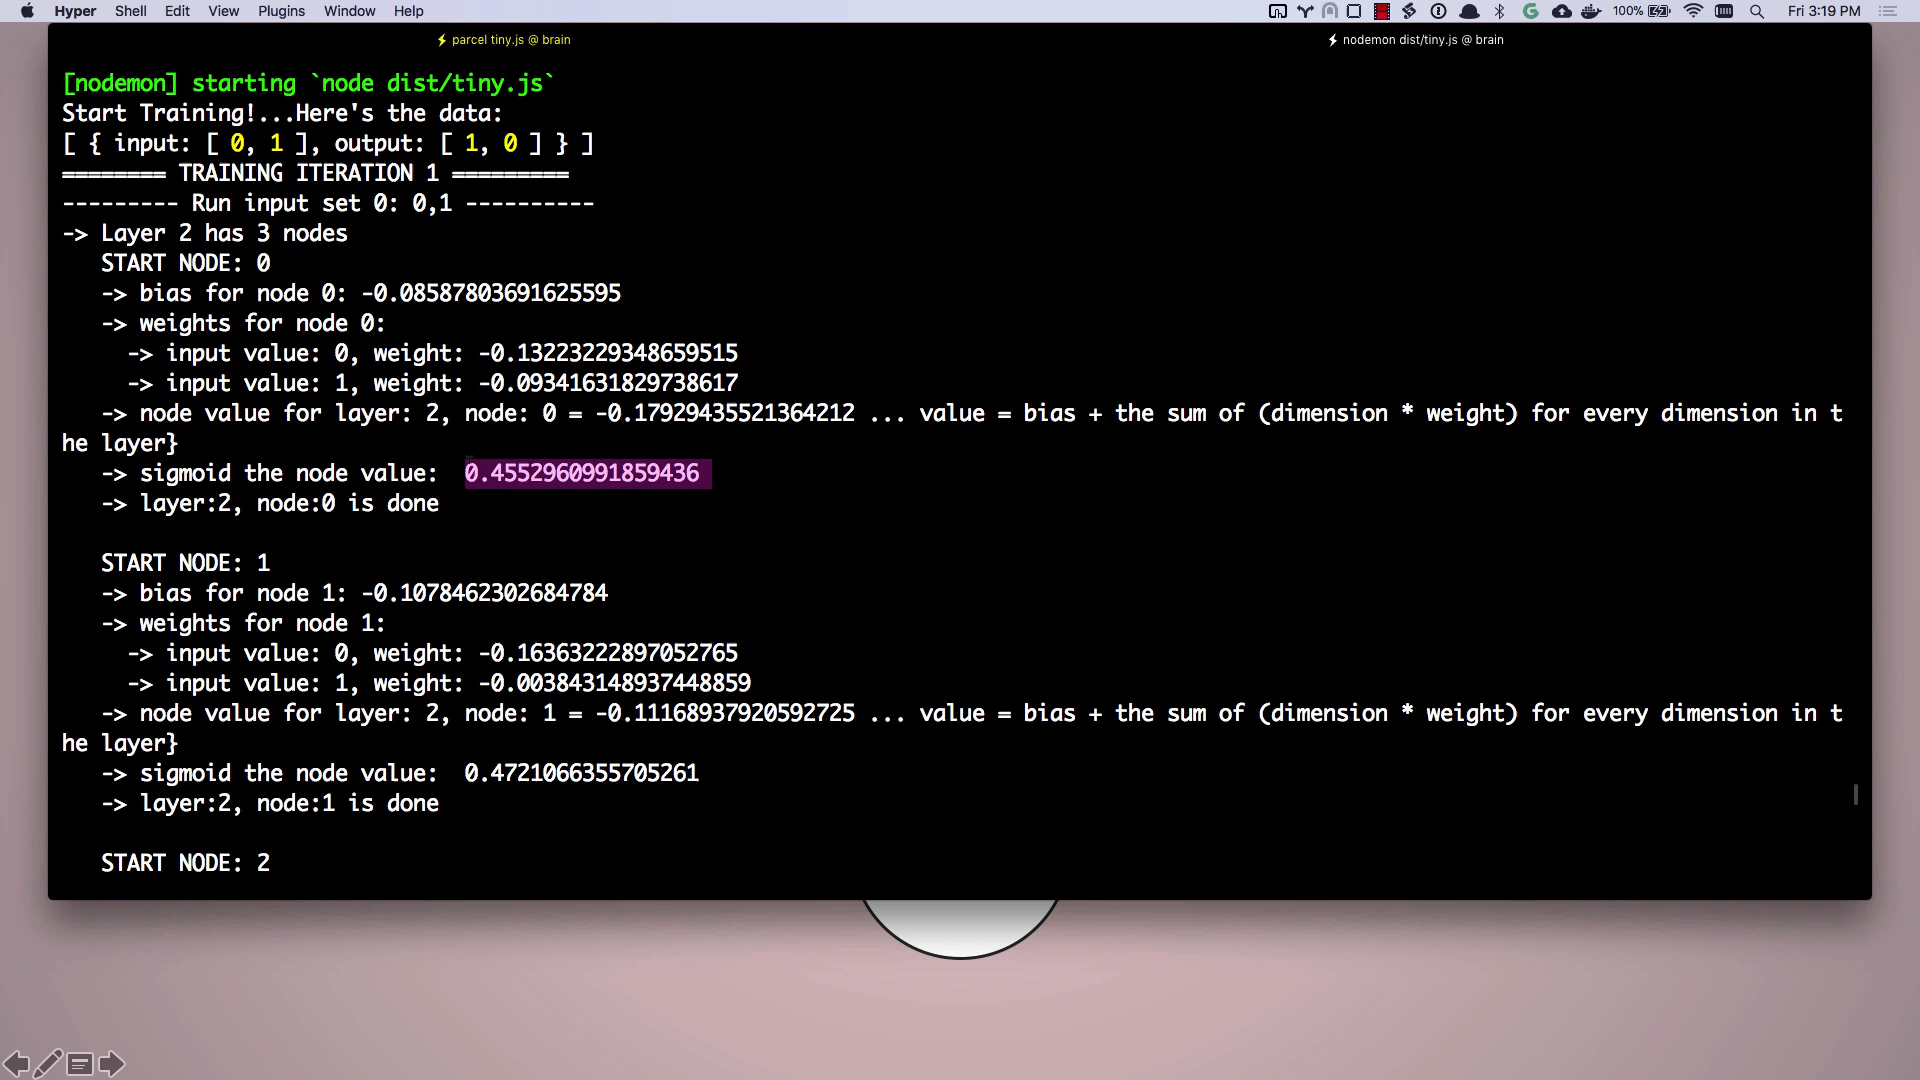 Hyper Shell Edit View Plugins Window Help 100% Fri 3:19 PM
parcel tiny.js @ brain nodemon dist/tiny.js @ brain
[nodemon] starting `node dist/tiny.js`
Start Training!...Here's the data:
[ { input: [ 0, 1 ], output: [ 1, 0 ] } ]
======== TRAINING ITERATION 1 =========
--------- Run input set 0: 0,1 ----------
-> Layer 2 has 3 nodes
START NODE: 0
-> bias for node 0: -0.08587803691625595
-> weights for node 0:
-> input value: 0, weight: -0.13223229348659515
-> input value: 1, weight: -0.09341631829738617
-> node value for layer: 2, node: 0 = -0.17929435521364212 ... value = bias + the sum of (dimension * weight) for every dimension in t
he layer}
-> sigmoid the node value:  0.4552960991859436
-> layer:2, node:0 is done
START NODE: 1
-> bias for node 1: -0.1078462302684784
-> weights for node 1:
-> input value: 0, weight: -0.16363222897052765
-> input value: 1, weight: -0.003843148937448859
-> node value for layer: 2, node: 1 = -0.11168937920592725 ... value = bias + the sum of (dimension * weight) for every dimension in t
he layer}
-> sigmoid the node value:  0.4721066355705261
-> layer:2, node:1 is done
START NODE: 2